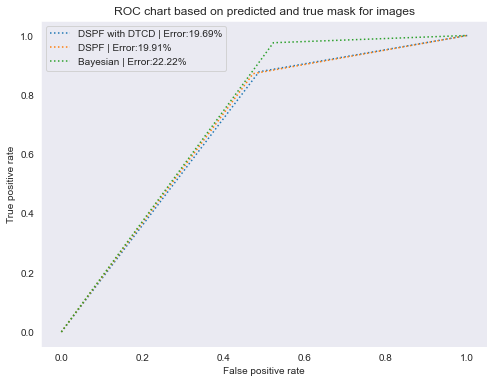 ROC chart based on predicted and true mask for images
DSPF with DTCD | Error:19.69%
DSPF | Error:19.91%
Bayesian | Error:22.22%
True positive rate
1.0
0.8
0.6
0.4
0.2
0.0
0.0 0.2 0.4 0.6 0.8 1.0
False positive rate